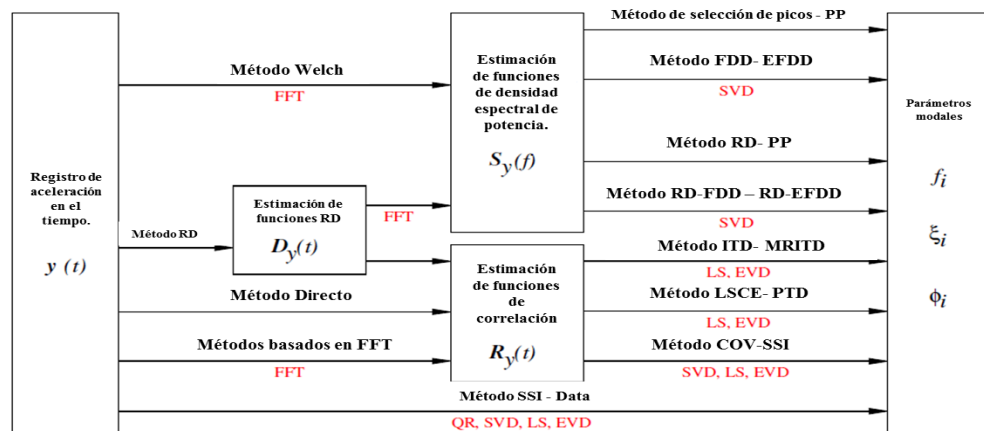 Registro de
aceleración
en el
tiempo.
y (t)
Método Welch
FFT
Método RD
Estimación de
funciones RD
Dy(t)
FFT
Método Directo
Métodos basados en FFT
FFT
Estimación
de funciones
de densidad
espectral de
potencia.
Sy(f)
Estimación
de funciones
de
correlación
Ry(t)
Método de selección de picos - PP
Método FDD- EFDD
SVD
Método RD- PP
Método RD-FDD – RD-EFDD
SVD
Método ITD- MRITD
LS, EVD
Método LSCE- PTD
LS, EVD
Método COV-SSI
SVD, LS, EVD
Método SSI - Data
QR, SVD, LS, EVD
Parámetros
modales
fi
ξi
ϕi